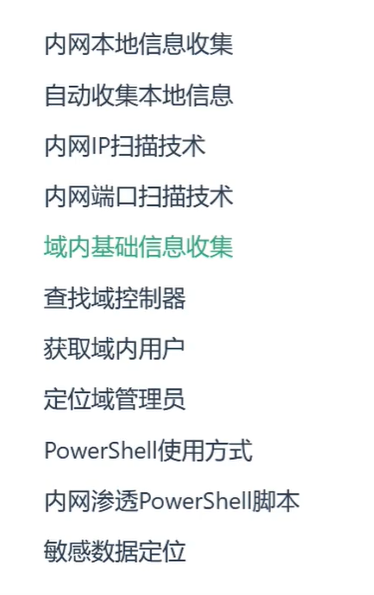 内网本地信息收集
自动收集本地信息
内网IP扫描技术
内网端口扫描技术
域内基础信息收集
查找域控制器
获取域内用户
定位域管理员
PowerShell使用方式
内网渗透PowerShell脚本
敏感数据定位